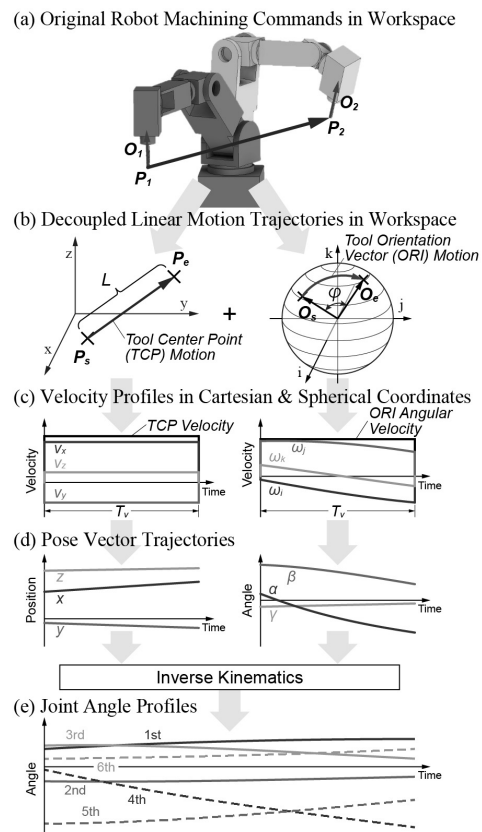 (a) Original Robot Machining Commands in Workspace
O1
P1
O2
P2
(b) Decoupled Linear Motion Trajectories in Workspace
z
L
Pe
y
x
Ps
Tool Center Point
(TCP) Motion
+
Tool Orientation
Vector (ORI) Motion
k
φ
Os
Oe
j
i
(c) Velocity Profiles in Cartesian & Spherical Coordinates
Velocity
TCP Velocity
Vx
Vz
Vy
Time
Tv
Velocity
ORI Angular
Velocity
ωj
ωk
ωi
Time
Tv
(d) Pose Vector Trajectories
Position
z
x
y
Time
Angle
β
α
γ
Time
Inverse Kinematics
(e) Joint Angle Profiles
Angle
3rd
1st
6th
2nd
4th
5th
Time